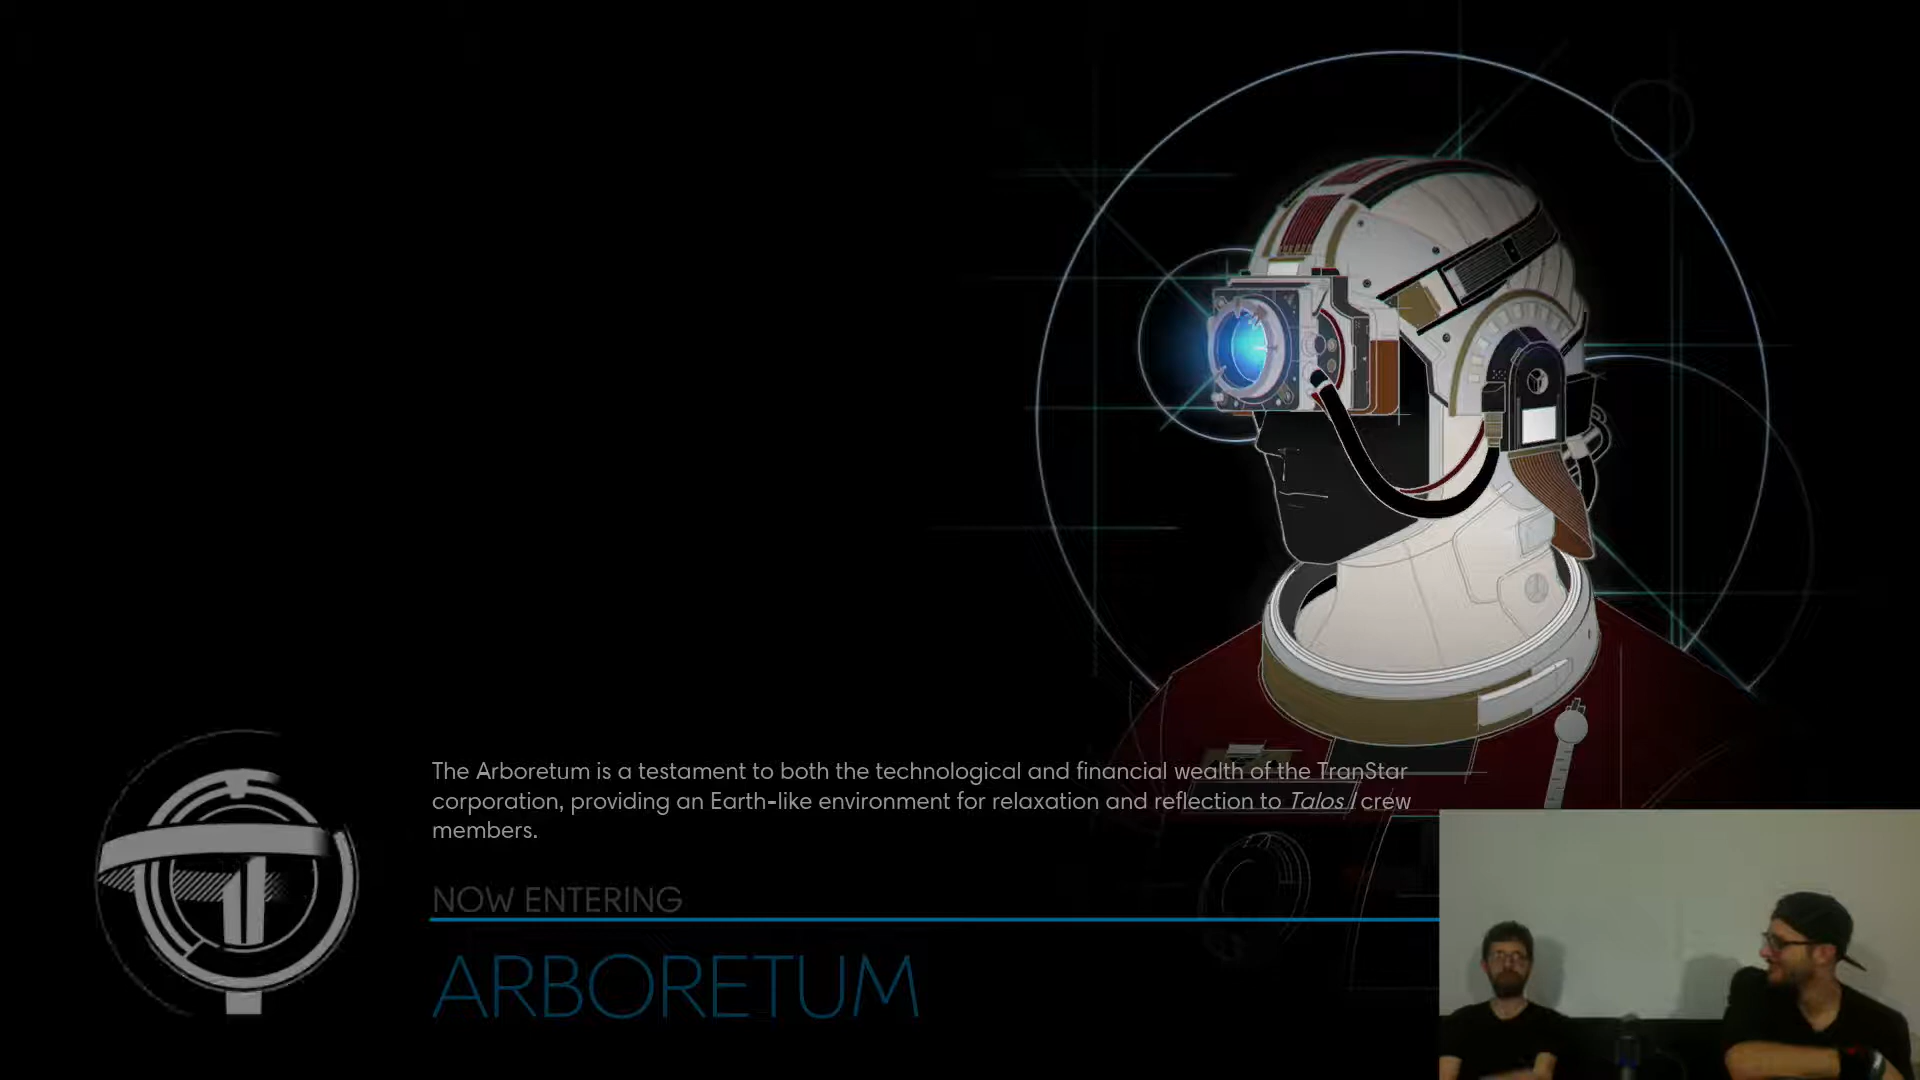 The Arboretum is a testament to both the technological and financial wealth of the TranStar
corporation, providing an Earth-like environment for relaxation and reflection to Talos I crew
members.
NOW ENTERING
ARBORETUM